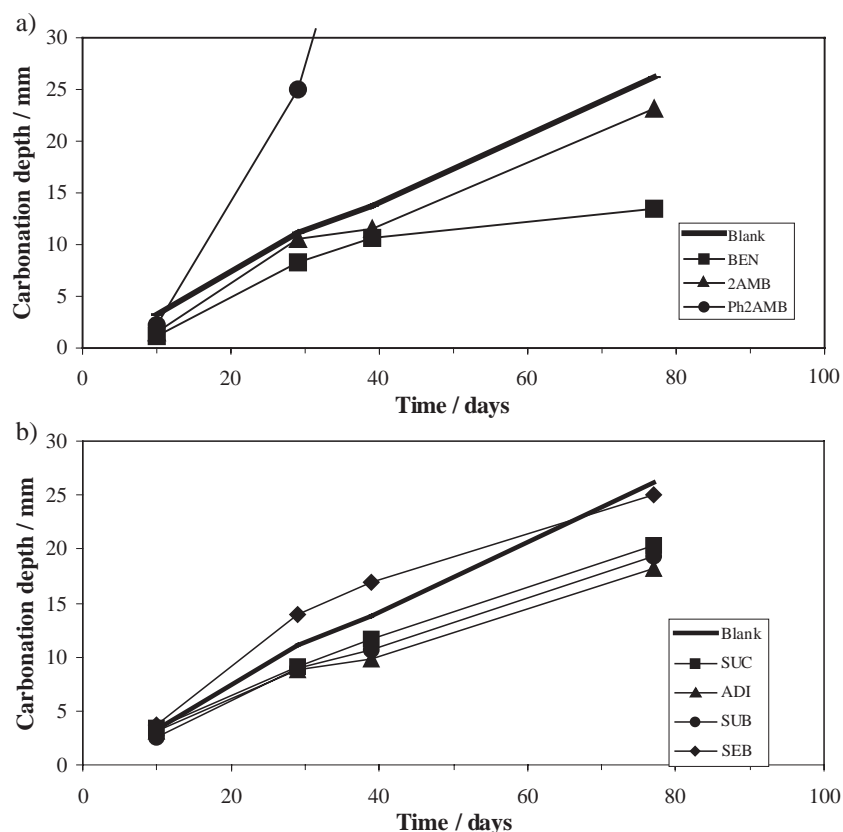 a)
30
25
20
15
10
5
0
Carbonation depth / mm
Blank
BEN
2AMB
Ph2AMB
0 20 40 60 80 100
Time / days
b)
30
25
20
15
10
5
0
Carbonation depth / mm
Blank
SUC
ADI
SUB
SEB
0 20 40 60 80 100
Time / days